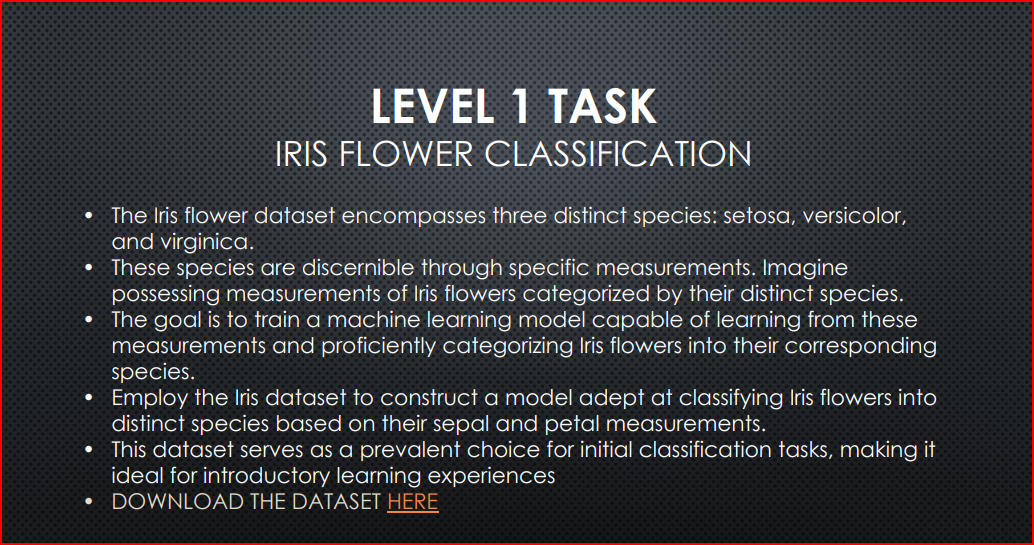 LEVEL 1 TASK
IRIS FLOWER CLASSIFICATION
• The Iris flower dataset encompasses three distinct species: setosa, versicolor,
and virginica.
• These species are discernible through specific measurements. Imagine
possessing measurements of Iris flowers categorized by their distinct species.
• The goal is to train a machine learning model capable of learning from these
measurements and proficiently categorizing Iris flowers into their corresponding
species.
• Employ the Iris dataset to construct a model adept at classifying Iris flowers into
distinct species based on their sepal and petal measurements.
• This dataset serves as a prevalent choice for initial classification tasks, making it
ideal for introductory learning experiences
• DOWNLOAD THE DATASET HERE